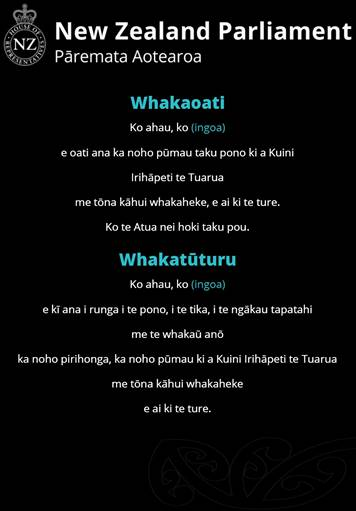 HOUSE OF REPRESENTATIVES
NZ
New Zealand Parliament
Pāremata Aotearoa
Whakaoati
Ko ahau, ko (ingoa)
e oati ana ka noho pūmau taku pono ki a Kuini
Irihāpeti te Tuarua
me tōna kāhui whakaheke, e ai ki te ture.
Ko te Atua nei hoki taku pou.
Whakatūturu
Ko ahau, ko (ingoa)
e kī ana i runga i te pono, i te tika, i te ngākau tapatahi
me te whakaū anō
ka noho pirihonga, ka noho pūmau ki a Kuini Irihāpeti te Tuarua
me tōna kāhui whakaheke
e ai ki te ture.